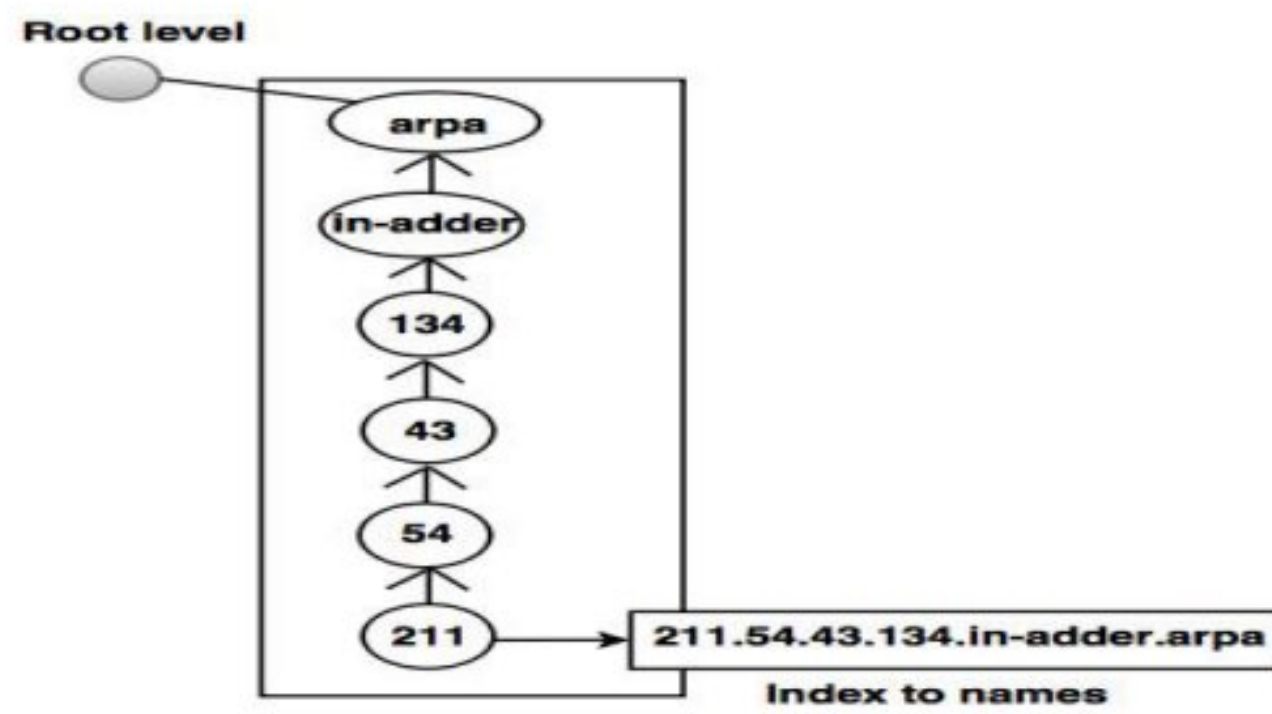 Root level
arpa
in-adder
134
43
54
211
211.54.43.134.in-adder.arpa
Index to names